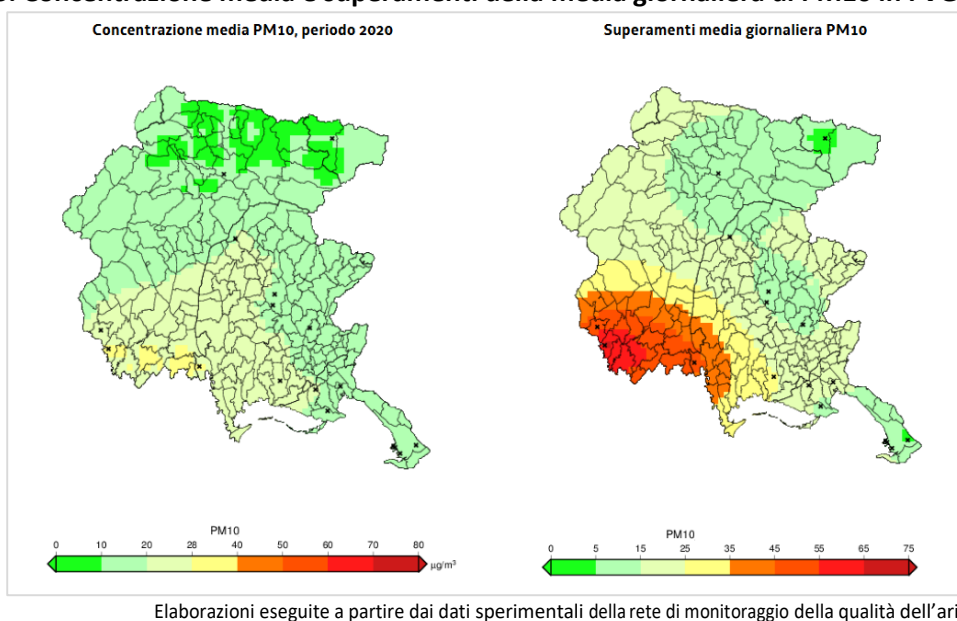 Concentrazione media PM10, periodo 2020
Superamenti media giornaliera PM10
PM10
0 10 20 28 40 50 60 70 80
µg/m³
PM10
0 5 15 25 35 45 55 65 75
Elaborazioni eseguite a partire dai dati sperimentali della rete di monitoraggio della qualità dell'ari